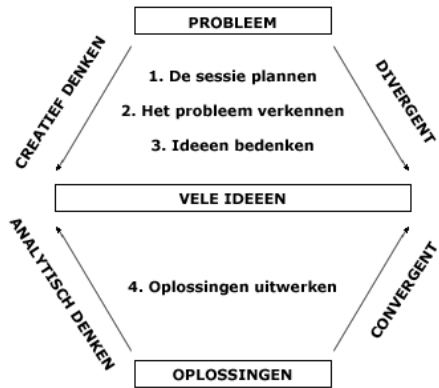 PROBLEEM
CREATIEF DENKEN
1. De sessie plannen
2. Het probleem verkennen
3. Ideeen bedenken
DIVERGENT
VELE IDEEEN
ANALYTISCH DENKEN
4. Oplossingen uitwerken
CONVERGENT
OPLOSSINGEN